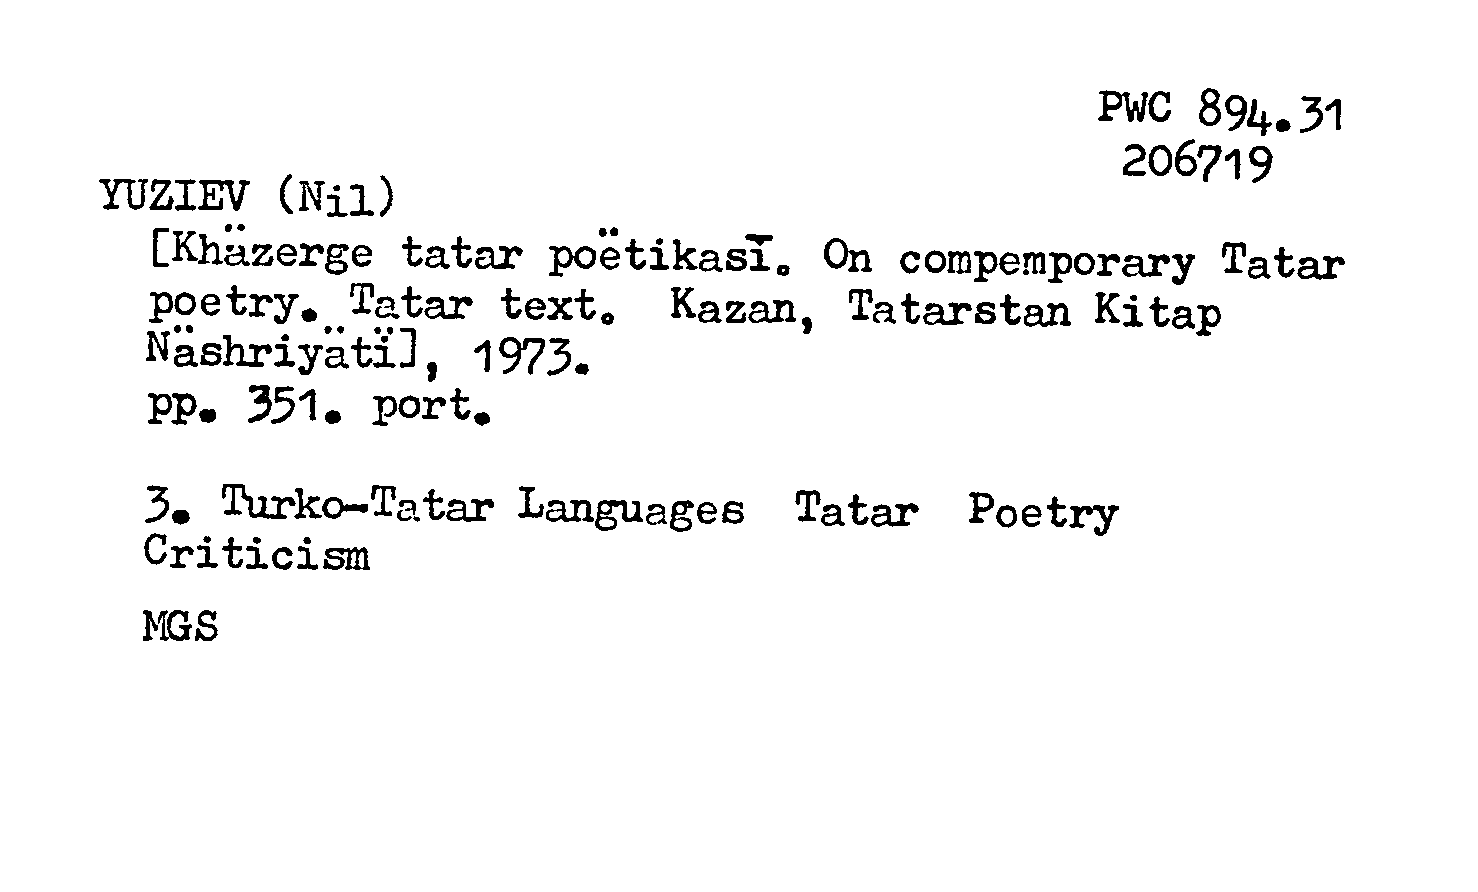 PWC 894.31
206719
YUZIEV (Nil)
[Khäzerge tatar poëtikasī. On compemporary Tatar
poetry. Tatar text. Kazan, Tatarstan Kitap
Näshriyätï], 1973.
pp. 351. port.
3. Turko-Tatar Languages Tatar Poetry
Criticism
MGS